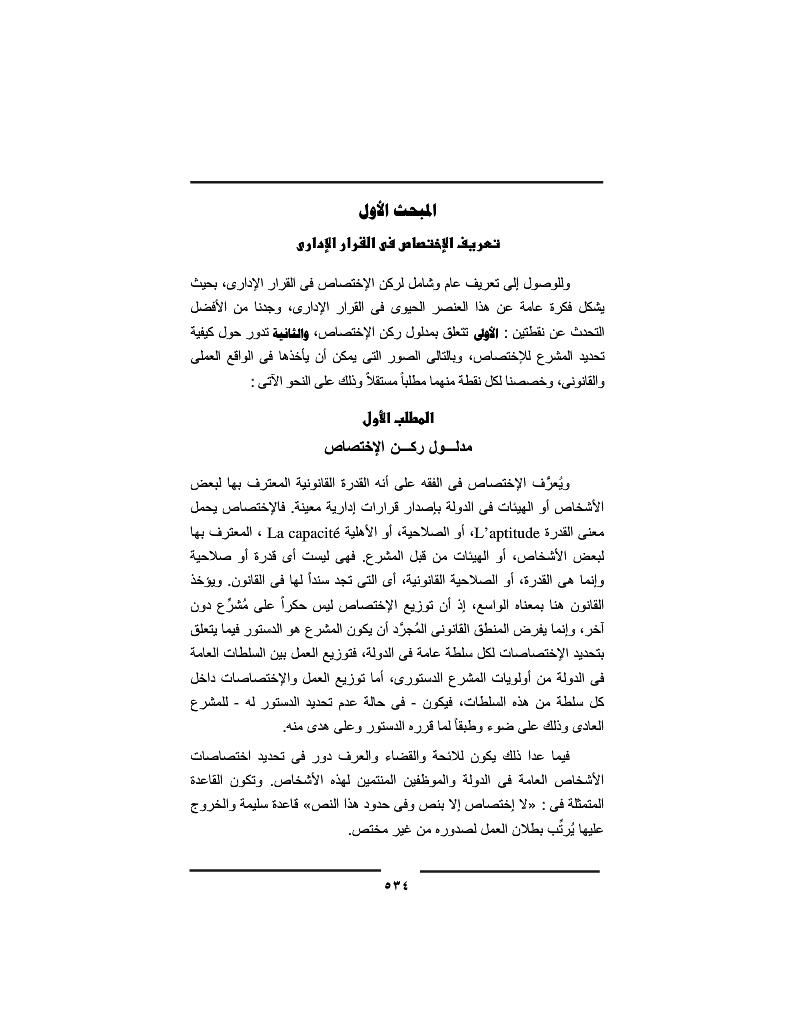 المبحث الأول
تعريف الإختصاص فى القرار الإدارى
وللوصول إلى تعريف عام وشامل لركن الإختصاص فى القرار الإدارى، بحيث
يشكل فكرة عامة عن هذا العنصر الحيوى فى القرار الإدارى، وجدنا من الأفضل
التحدث عن نقطتين : الأولى تتعلق بمدلول ركن الإختصاص، والثانية تدور حول كيفية
تحديد المشرع للإختصاص، وبالتالى الصور التى يمكن أن يأخذها فى الواقع العملى
والقانونى، وخصصنا لكل نقطة منهما مطلباً مستقلاً وذلك على النحو الآتى :
المطلب الأول
مدلـــول ركـــن الإختصاص
ويُعرَّف الإختصاص فى الفقه على أنه القدرة القانونية المعترف بها لبعض
الأشخاص أو الهيئات فى الدولة بإصدار قرارات إدارية معينة. فالإختصاص يحمل
معنى القدرة L'aptitude، أو الصلاحية، أو الأهلية La capacité ، المعترف بها
لبعض الأشخاص، أو الهيئات من قبل المشرع. فهى ليست أى قدرة أو صلاحية
وإنما هى القدرة، أو الصلاحية القانونية، أى التى تجد سنداً لها فى القانون. ويؤخذ
القانون هنا بمعناه الواسع، إذ أن توزيع الإختصاص ليس حكراً على مُشرِّع دون
آخر، وإنما يفرض المنطق القانونى المُجرَّد أن يكون المشرع هو الدستور فيما يتعلق
بتحديد الإختصاصات لكل سلطة عامة فى الدولة، فتوزيع العمل بين السلطات العامة
فى الدولة من أولويات المشرع الدستورى، أما توزيع العمل والإختصاصات داخل
كل سلطة من هذه السلطات، فيكون - فى حالة عدم تحديد الدستور له - للمشرع
العادى وذلك على ضوء وطبقاً لما قرره الدستور وعلى هدى منه.
فيما عدا ذلك يكون للائحة والقضاء والعرف دور فى تحديد اختصاصات
الأشخاص العامة فى الدولة والموظفين المنتمين لهذه الأشخاص. وتكون القاعدة
المتمثلة فى : «لا إختصاص إلا بنص وفى حدود هذا النص» قاعدة سليمة والخروج
عليها يُرتِّب بطلان العمل لصدوره من غير مختص.
٥٣٤